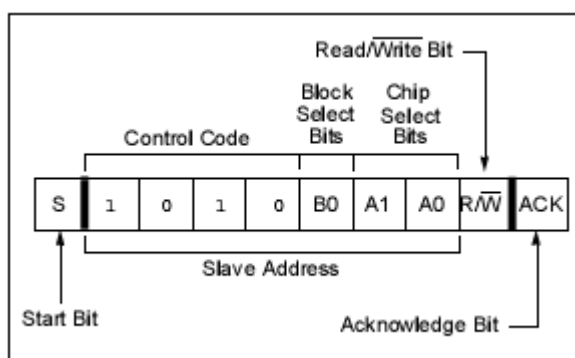 Read/Write Bit
Block
Select
Bits
Chip
Select
Bits
Control Code
S 1 0 1 0 B0 A1 A0 R/W ACK
Slave Address
Start Bit
Acknowledge Bit